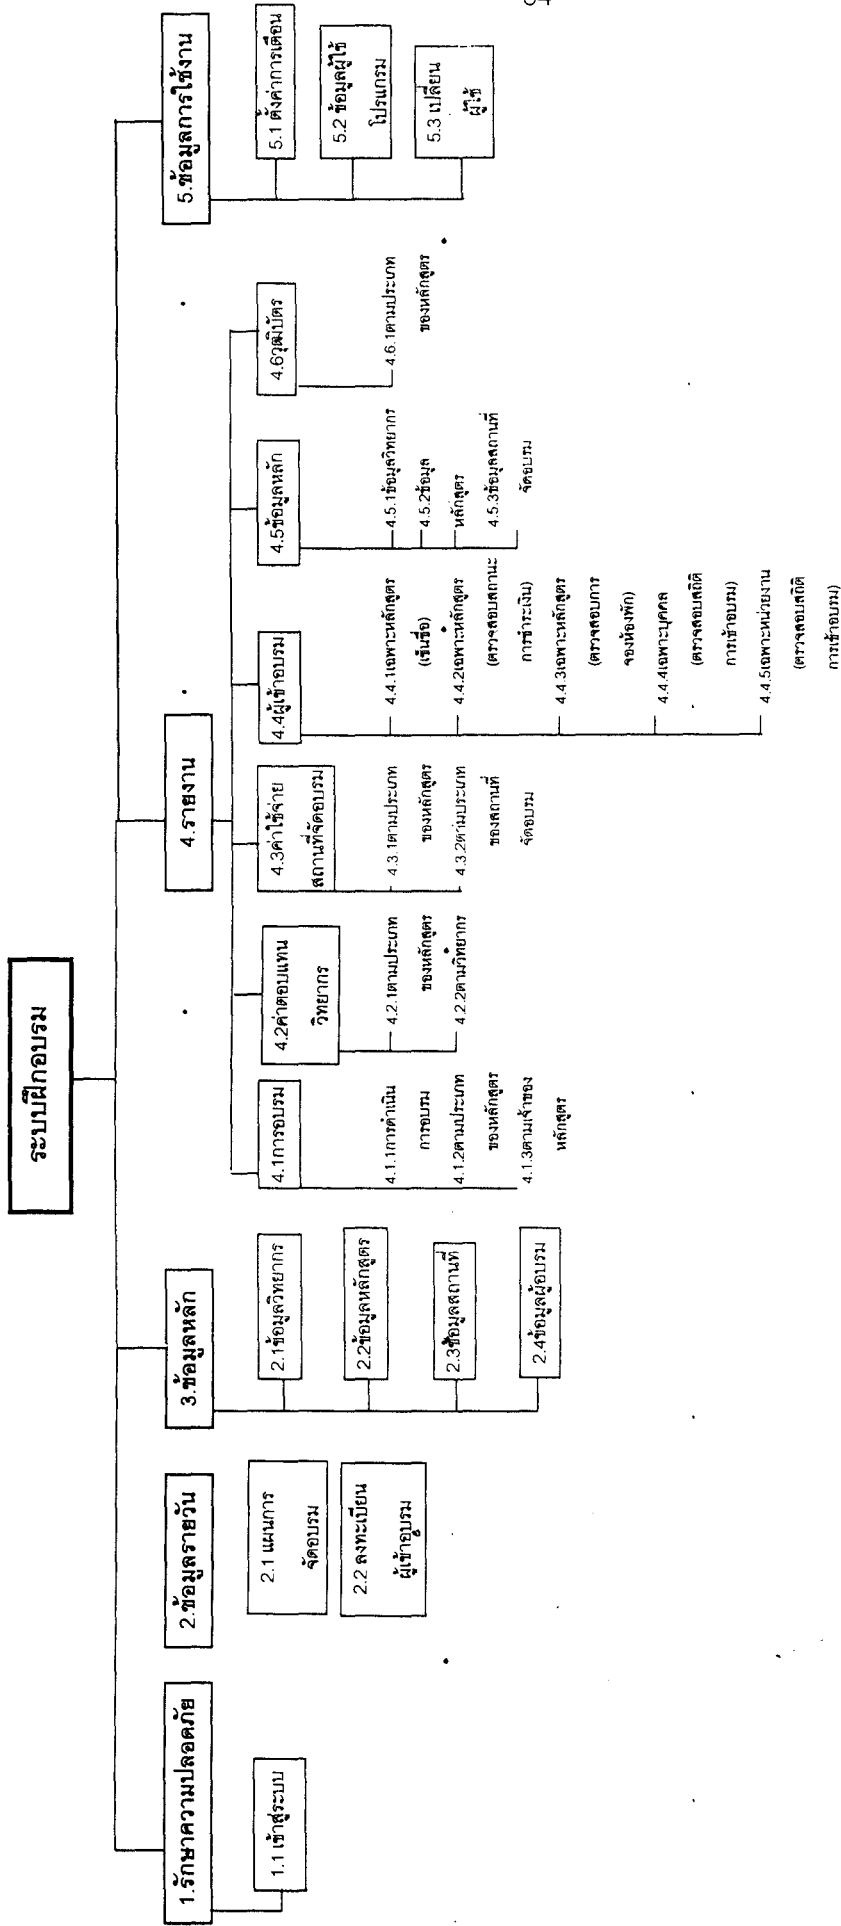 ระบบฝึกอบรม
1.รักษาความปลอดภัย
1.1 เข้าสู่ระบบ
2.ข้อมูลรายวัน
2.1 แผนการ
จัดอบรม
2.2 ลงทะเบียน
ผู้เข้าอบรม
3.ข้อมูลหลัก
2.1ข้อมูลวิทยากร
2.2ข้อมูลหลักสูตร
2.3ข้อมูลสถานที่
2.4ข้อมูลผู้อบรม
4.รายงาน
4.1การอบรม
4.1.1การดำเนิน
การอบรม
4.1.2ตามประเภท
ของหลักสูตร
4.1.3ตามเจ้าของ
หลักสูตร
4.2ค่าตอบแทน
วิทยากร
4.2.1ตามประเภท
ของหลักสูตร
4.2.2ตามวิทยากร
4.3ค่าใช้จ่าย
สถานที่จัดอบรม
4.3.1ตามประเภท
ของหลักสูตร
4.3.2ตามประเภท
ของสถานที่
จัดอบรม
4.4ผู้เข้าอบรม
4.4.1เฉพาะหลักสูตร
(เซ็นชื่อ)
4.4.2เฉพาะหลักสูตร
(ตรวจสอบสถานะ
การชำระเงิน)
4.4.3เฉพาะหลักสูตร
(ตรวจสอบการ
จองห้องพัก)
4.4.4เฉพาะบุคคล
(ตรวจสอบสถิติ
การเข้าอบรม)
4.4.5เฉพาะหน่วยงาน
(ตรวจสอบสถิติ
การเข้าอบรม)
4.5ข้อมูลหลัก
4.5.1ข้อมูลวิทยากร
4.5.2ข้อมูล
หลักสูตร
4.5.3ข้อมูลสถานที่
จัดอบรม
4.6วุฒิบัตร
4.6.1ตามประเภท
ของหลักสูตร
5.ข้อมูลการใช้งาน
5.1 ตั้งค่าการเตือน
5.2 ข้อมูลผู้ใช้
โปรแกรม
5.3 เปลี่ยน
ผู้ใช้